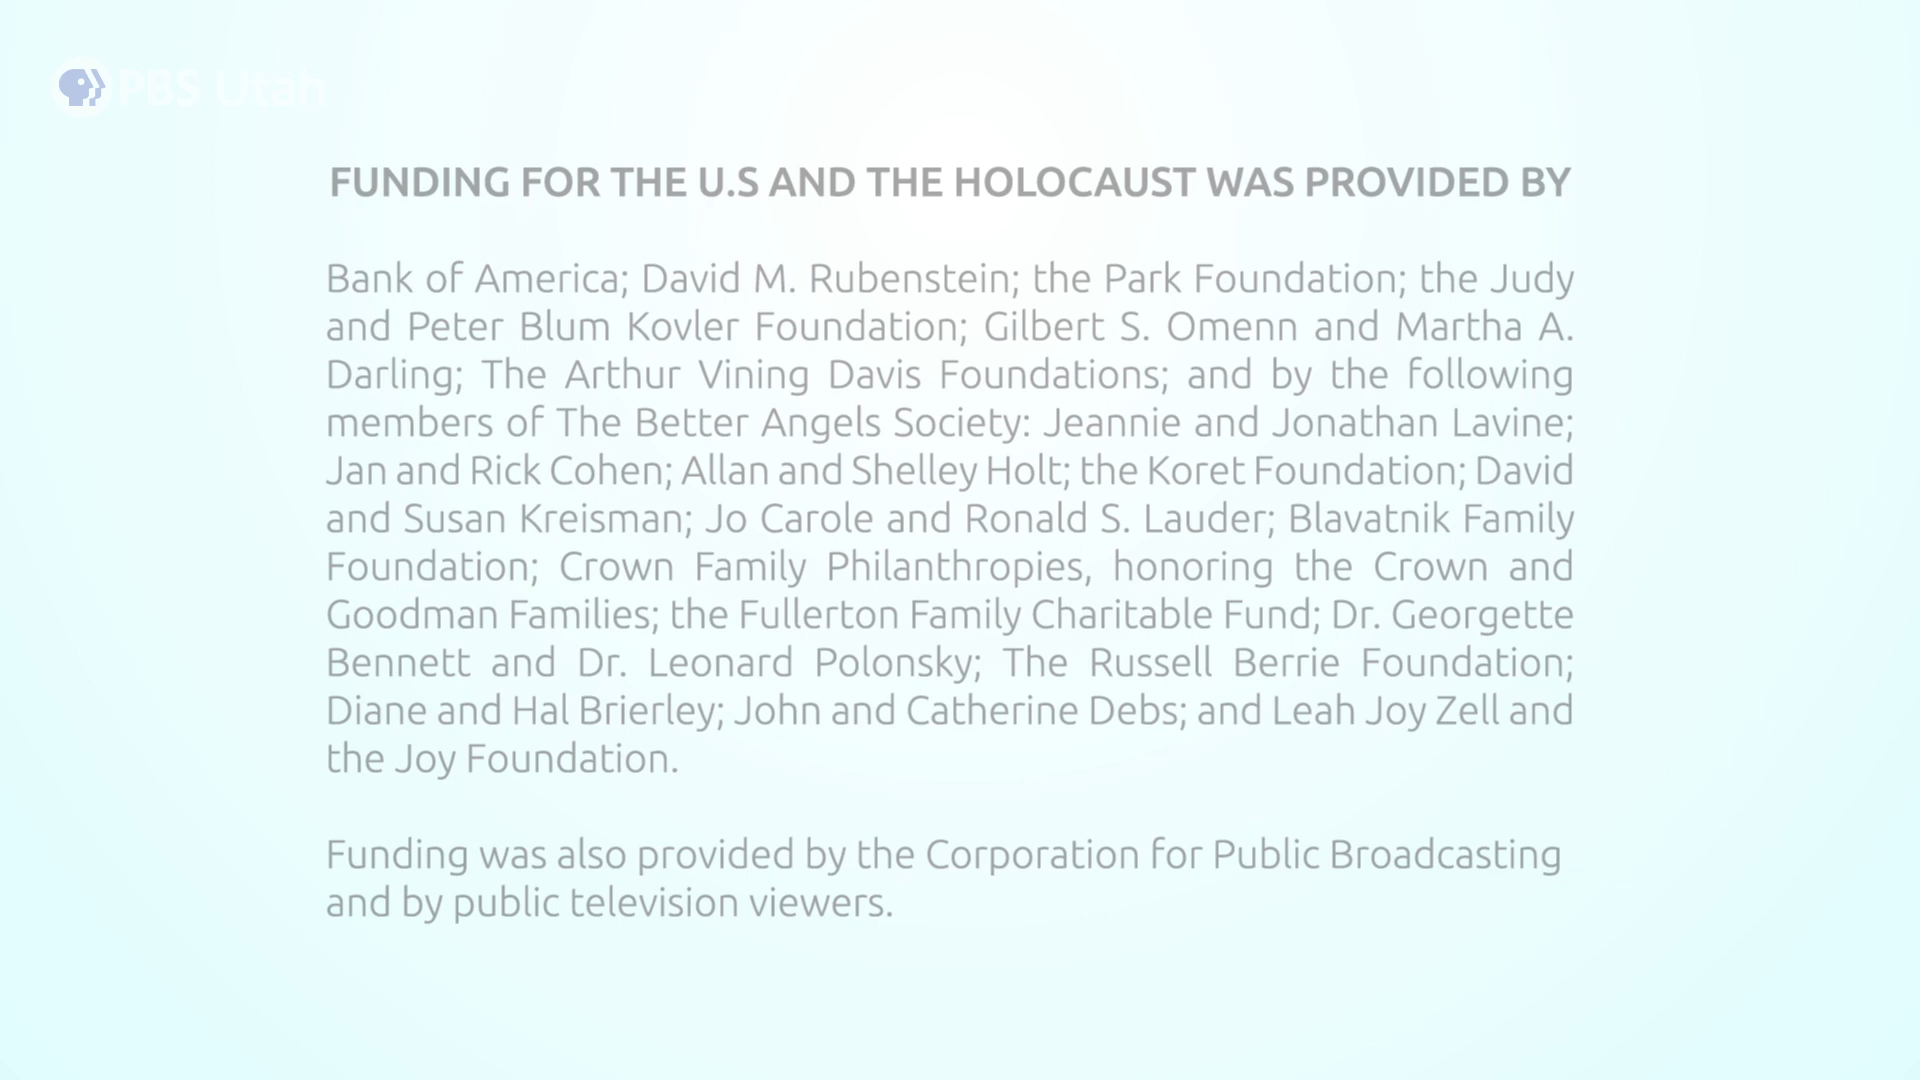 PBS Utah
FUNDING FOR THE U.S AND THE HOLOCAUST WAS PROVIDED BY
Bank of America; David M. Rubenstein; the Park Foundation; the Judy
and Peter Blum Kovler Foundation; Gilbert S. Omenn and Martha A.
Darling; The Arthur Vining Davis Foundations; and by the following
members of The Better Angels Society: Jeannie and Jonathan Lavine;
Jan and Rick Cohen; Allan and Shelley Holt; the Koret Foundation; David
and Susan Kreisman; Jo Carole and Ronald S. Lauder; Blavatnik Family
Foundation; Crown Family Philanthropies, honoring the Crown and
Goodman Families; the Fullerton Family Charitable Fund; Dr. Georgette
Bennett and Dr. Leonard Polonsky; The Russell Berrie Foundation;
Diane and Hal Brierley; John and Catherine Debs; and Leah Joy Zell and
the Joy Foundation.
Funding was also provided by the Corporation for Public Broadcasting
and by public television viewers.